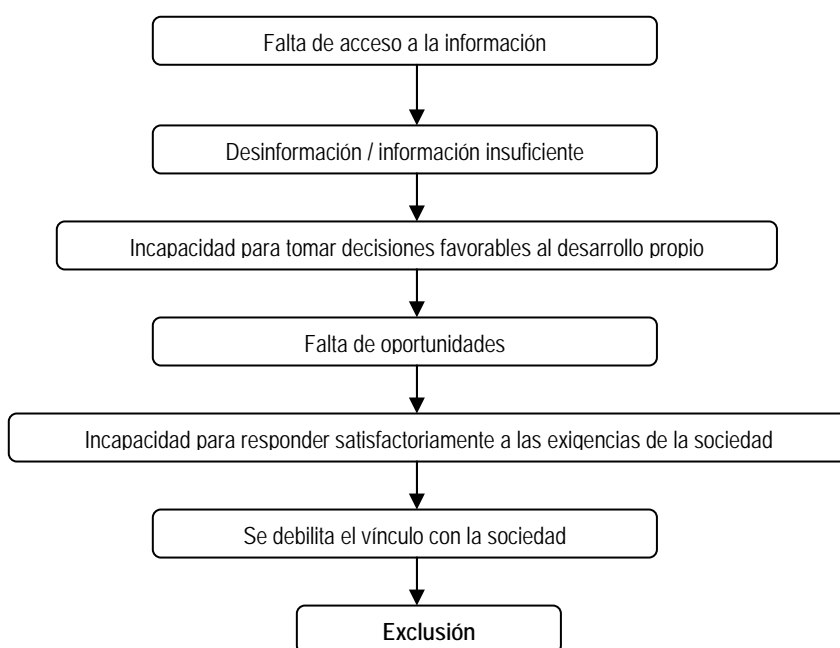 Falta de acceso a la información
Desinformación / información insuficiente
Incapacidad para tomar decisiones favorables al desarrollo propio
Falta de oportunidades
Incapacidad para responder satisfactoriamente a las exigencias de la sociedad
Se debilita el vínculo con la sociedad
Exclusión